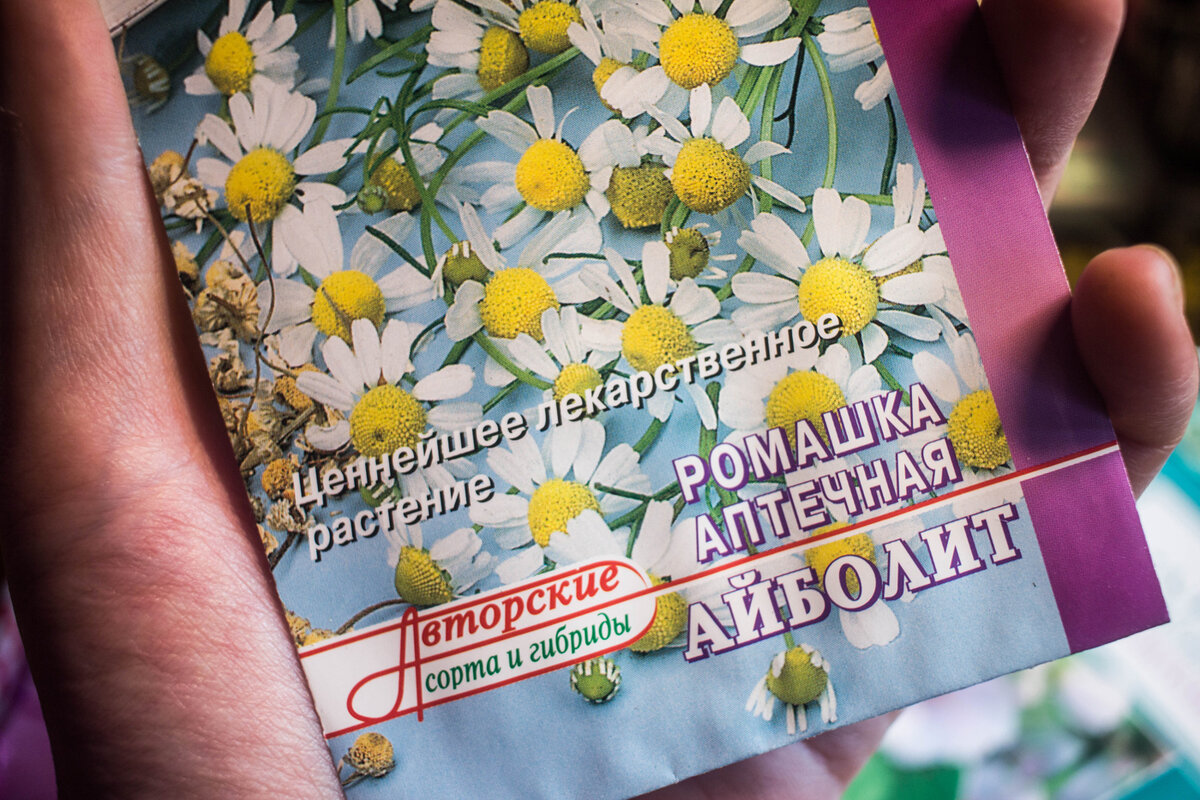 Ценнейшее лекарственное
растение
РОМАШКА
АПТЕЧНАЯ
АЙБОЛИТ
Авторские
сорта и гибриды